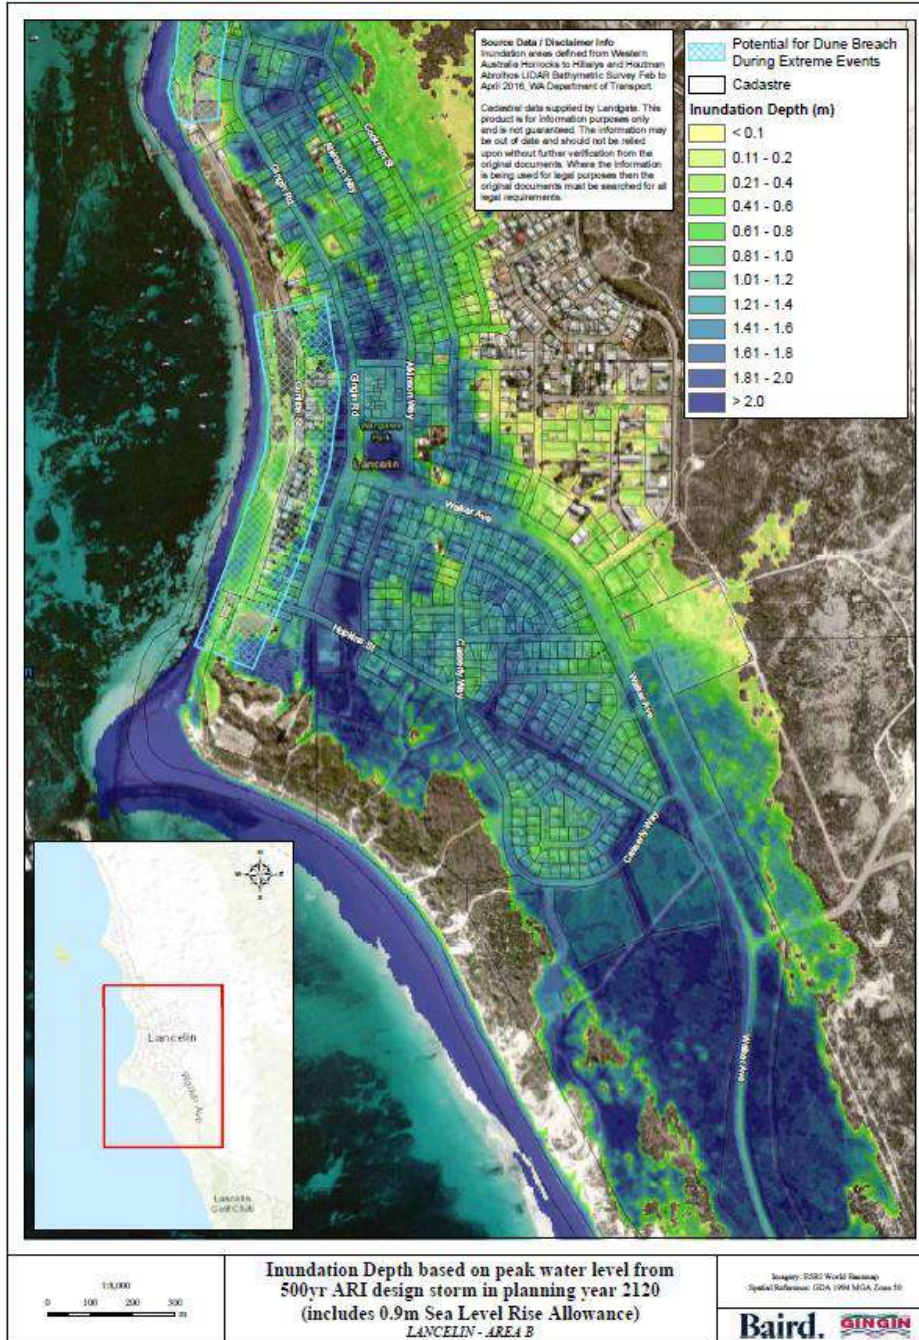 Source Data / Disclaimer Info
Inundation areas defined from Western
Australia Horrocks to Hillarys and Houtman
Abrolhos LIDAR Bathymetric Survey Feb to
April 2016, WA Department of Transport.
Cadastral data supplied by Landgate. This
product is for information purposes only
and is not guaranteed. The information may
be out of date and should not be relied
upon without further verification from the
original documents. Where the information
is being used for legal purposes then the
original documents must be searched for all
legal requirements.
Potential for Dune Breach
During Extreme Events
Cadastre
Inundation Depth (m)
< 0.1
0.11 - 0.2
0.21 - 0.4
0.41 - 0.6
0.61 - 0.8
0.81 - 1.0
1.01 - 1.2
1.21 - 1.4
1.41 - 1.6
1.61 - 1.8
1.81 - 2.0
> 2.0
Cockram St
Atkinson Way
Gingin Rd
Gingin Rd
Atkinson Way
Wangaree
Park
Lancelin
Walker Ave
Hopkins St
Casserly Way
Walker Ave
Casserly Way
Walker Ave
N
Lancelin
Walker Ave
Lancelin
Golf Club
1:8,000
0 100 200 300
m
Inundation Depth based on peak water level from
500yr ARI design storm in planning year 2120
(includes 0.9m Sea Level Rise Allowance)
LANCELIN - AREA B
Imagery: ESRI World Basemap
Spatial Reference: GDA 1994 MGA Zone 50
Baird.
GINGIN